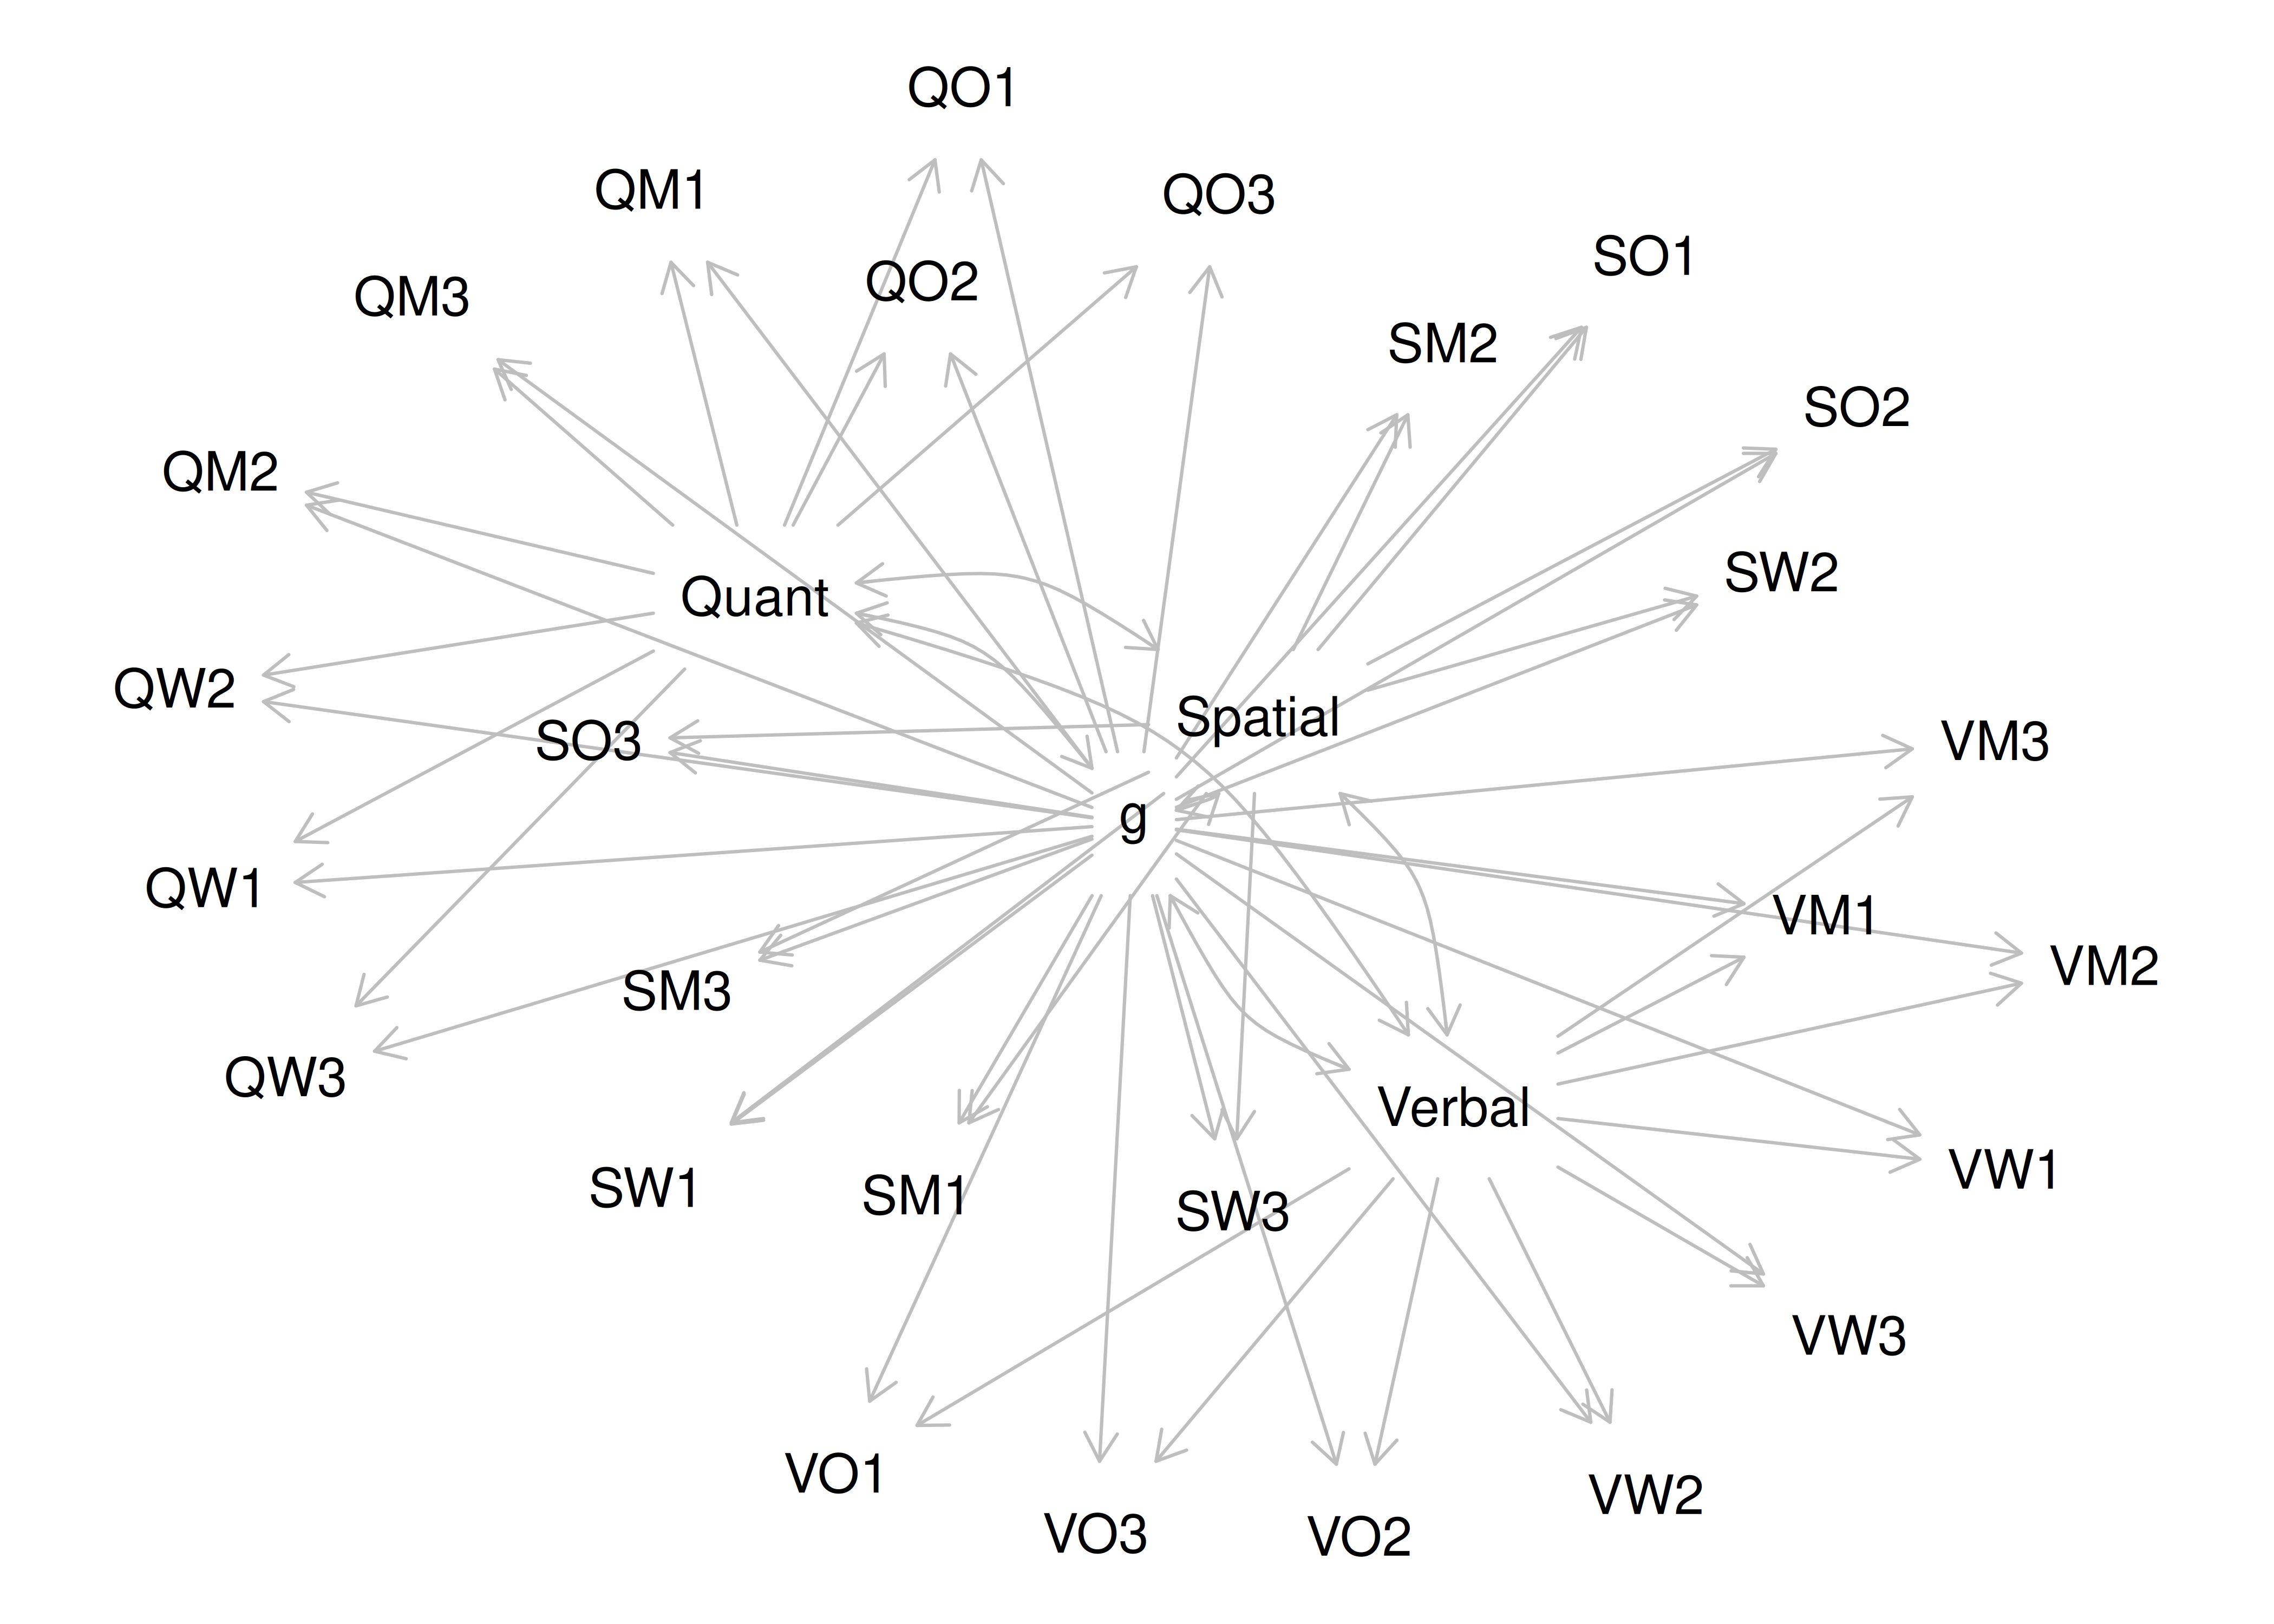 QO1
QM1
QO3
SO1
QO2
QM3
SM2
SO2
QM2
SW2
Quant
QW2
Spatial
SO3
VM3
g
QW1
VM1
VM2
SM3
QW3
Verbal
VW1
SW1
SM1
SW3
VW3
VO1
VW2
VO3
VO2